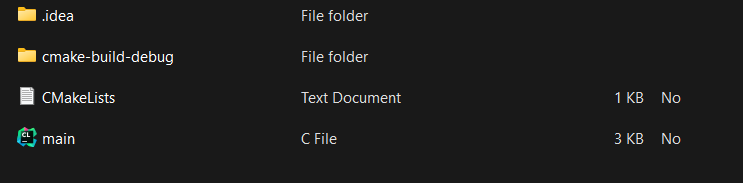 .idea File folder
cmake-build-debug File folder
CMakeLists Text Document 1 KB No
CL main C File 3 KB No